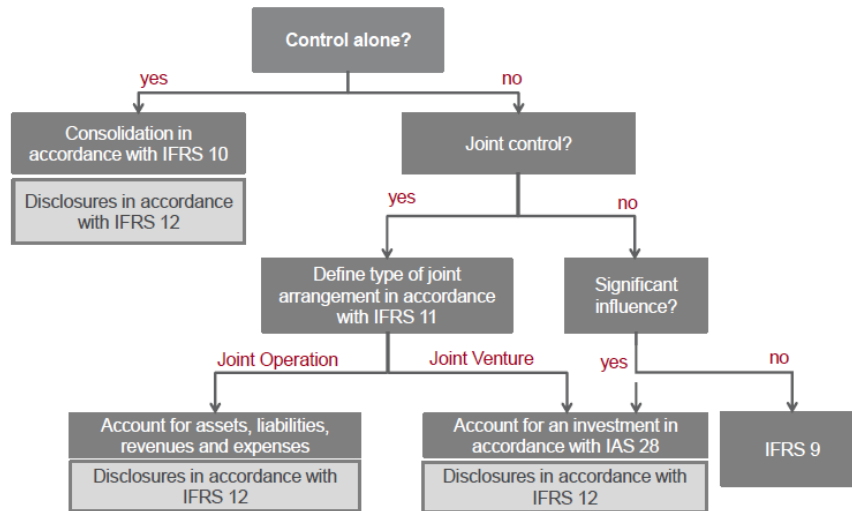 Control alone?
yes
no
Consolidation in
accordance with IFRS 10
Joint control?
Disclosures in accordance
with IFRS 12
yes
no
Define type of joint
arrangement in accordance
with IFRS 11
Significant
influence?
Joint Operation
Joint Venture
yes
no
Account for assets, liabilities,
revenues and expenses
Account for an investment in
accordance with IAS 28
IFRS 9
Disclosures in accordance with
IFRS 12
Disclosures in accordance with
IFRS 12